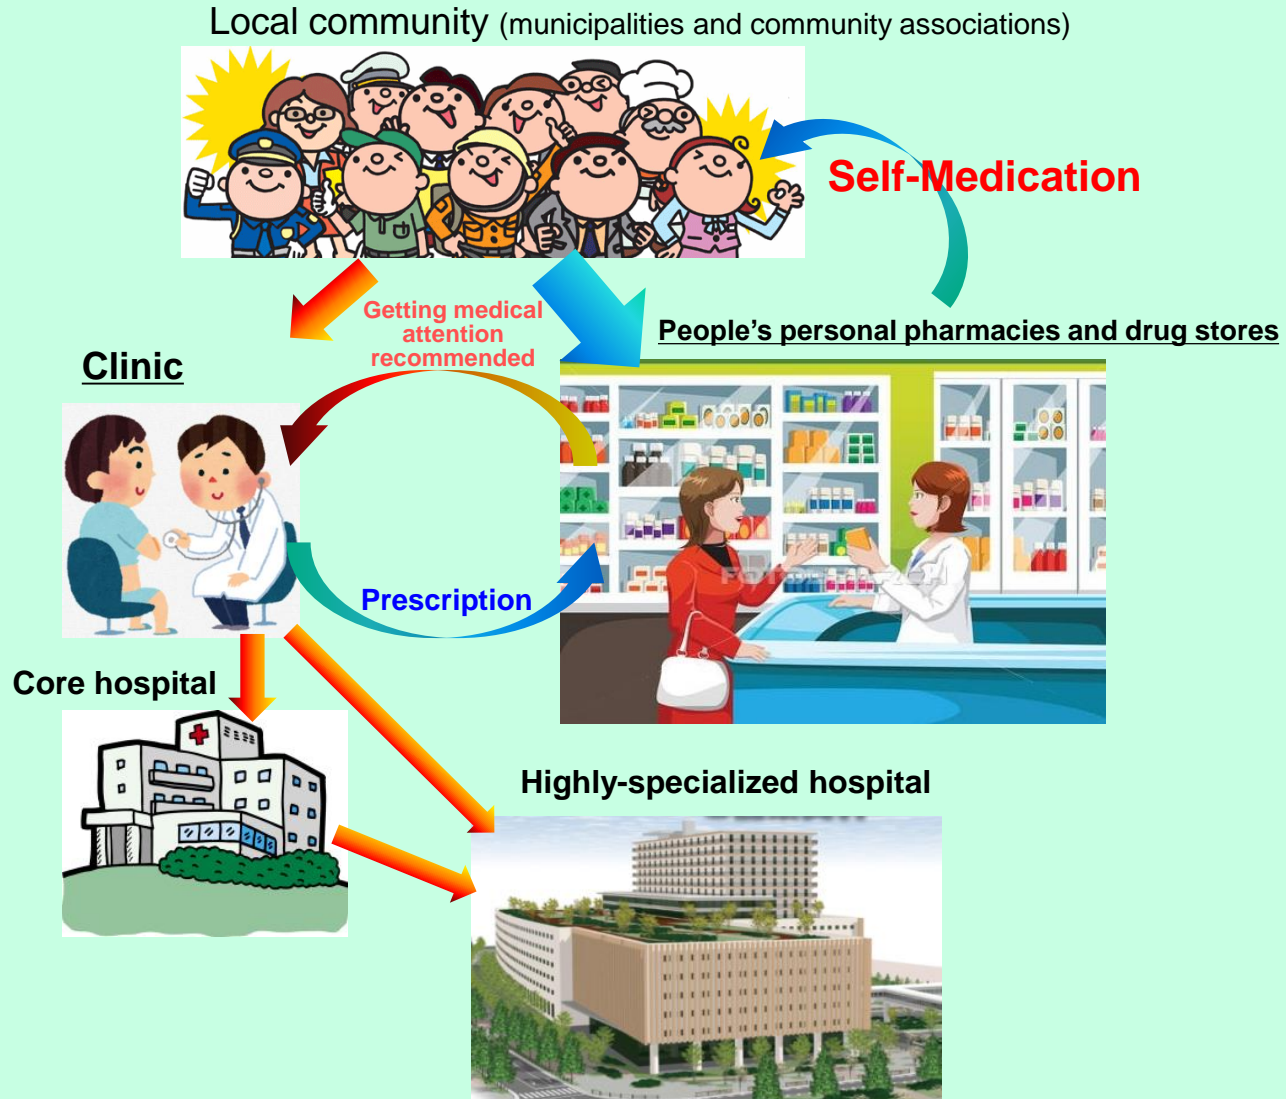 Local community (municipalities and community associations)
Self-Medication
Getting medical
attention
recommended
People's personal pharmacies and drug stores
Clinic
Prescription
Core hospital
Highly-specialized hospital